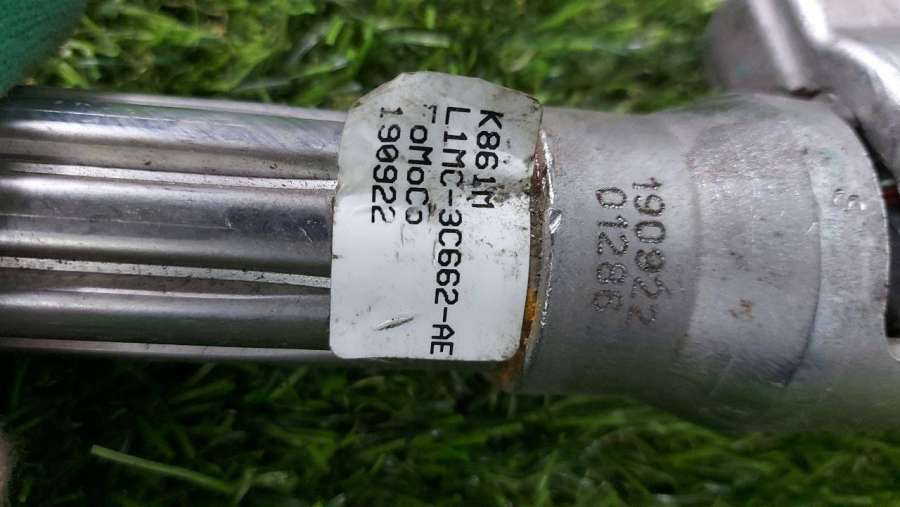 K861M
L1MC-3C662-AE
FoMoCo
190922
190922
01286
S